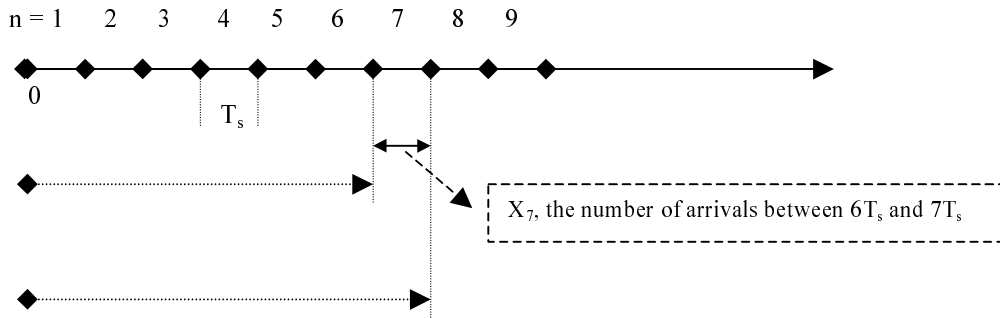 n = 1 2 3 4 5 6 7 8 9
0
Ts
X7, the number of arrivals between 6Ts and 7Ts